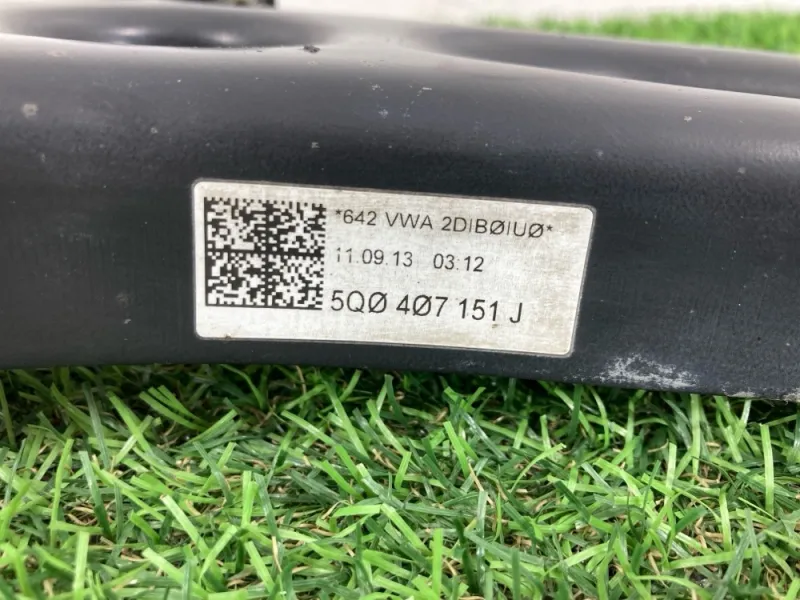 *642 VWA 2DIBØIUØ*
11.09.13 03:12
5QØ 4Ø7 151 J